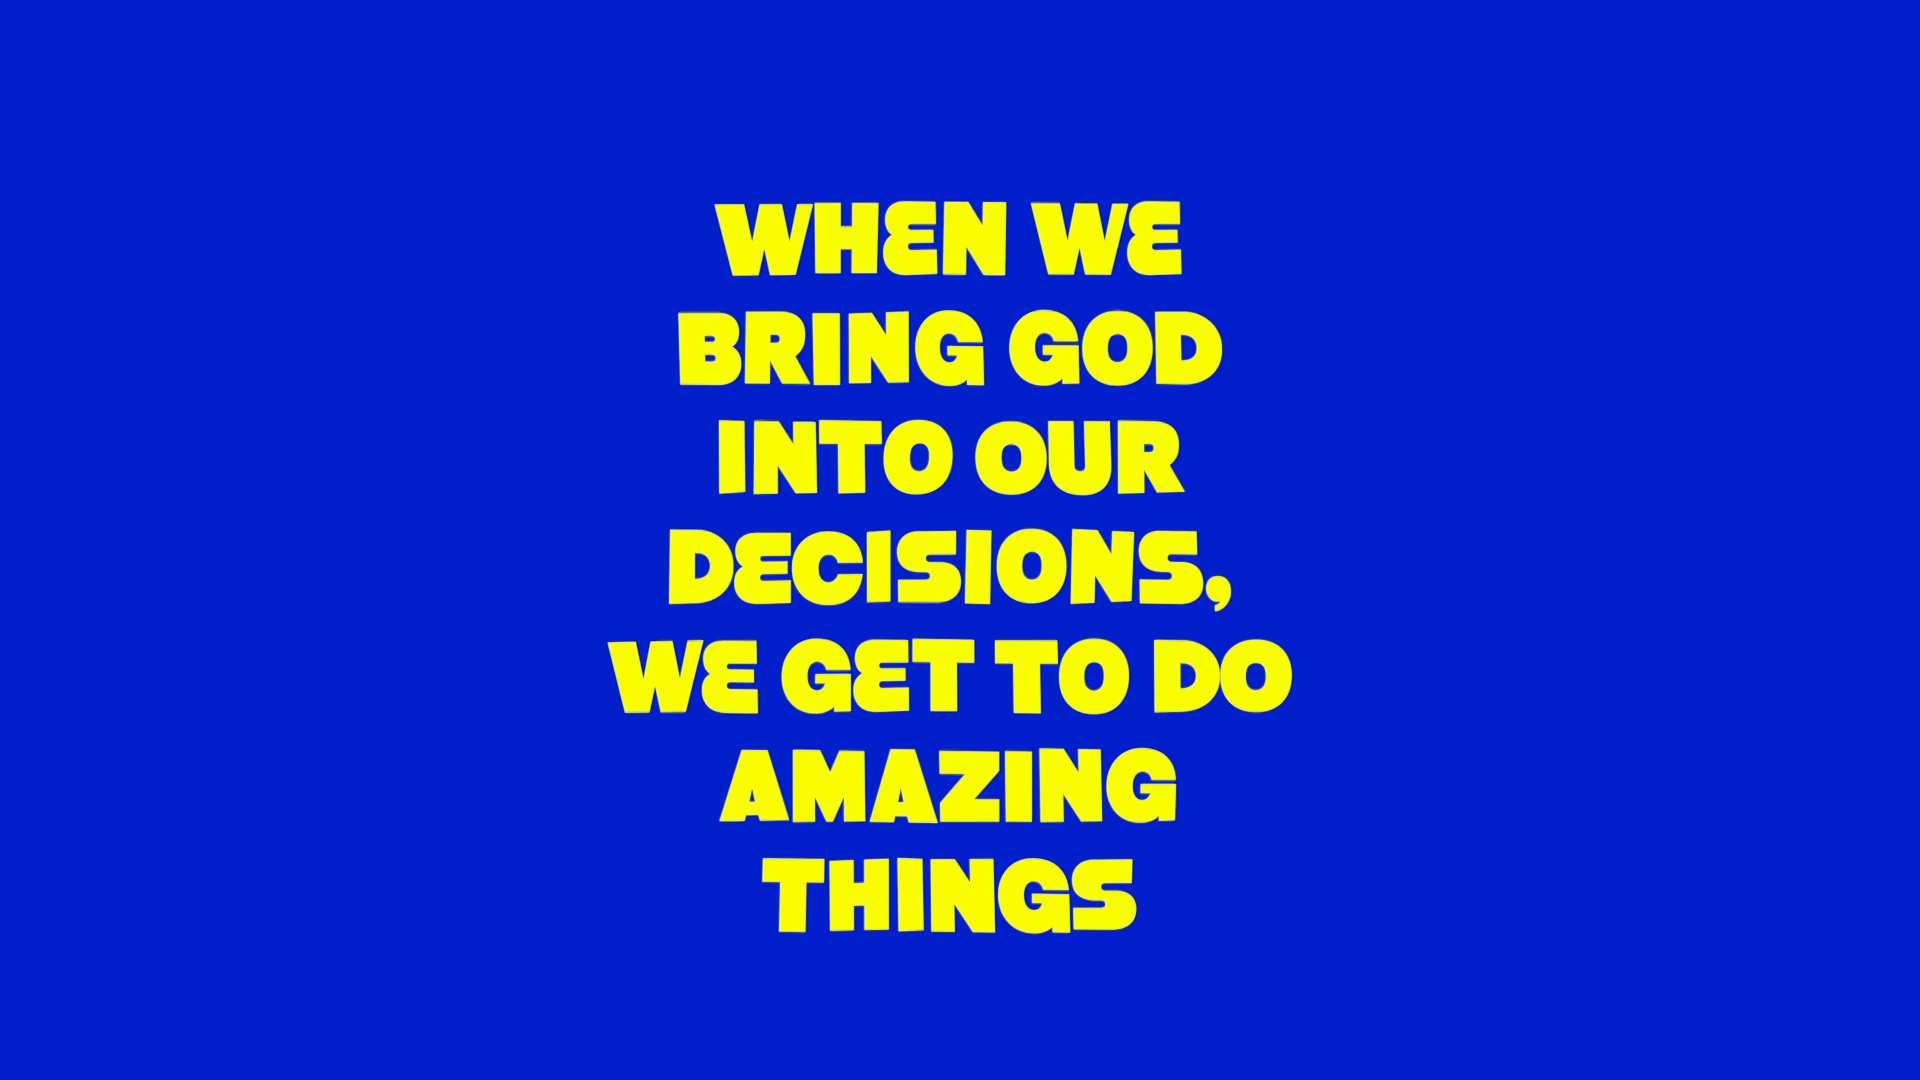 WHEN WE
BRING GOD
INTO OUR
DECISIONS,
WE GET TO DO
AMAZING
THINGS